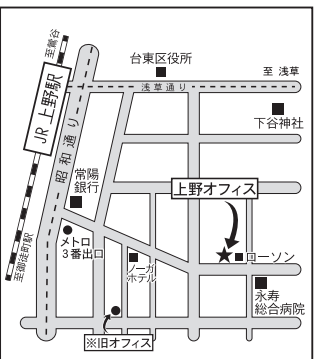 至鶯谷
台東区役所
至 浅草
浅草通り
JR 上野駅
下谷神社
昭和通り
常陽
銀行
上野オフィス
メトロ
3番出口
ノーガ
ホテル
ローソン
至御徒町駅
永寿
総合病院
※旧オフィス